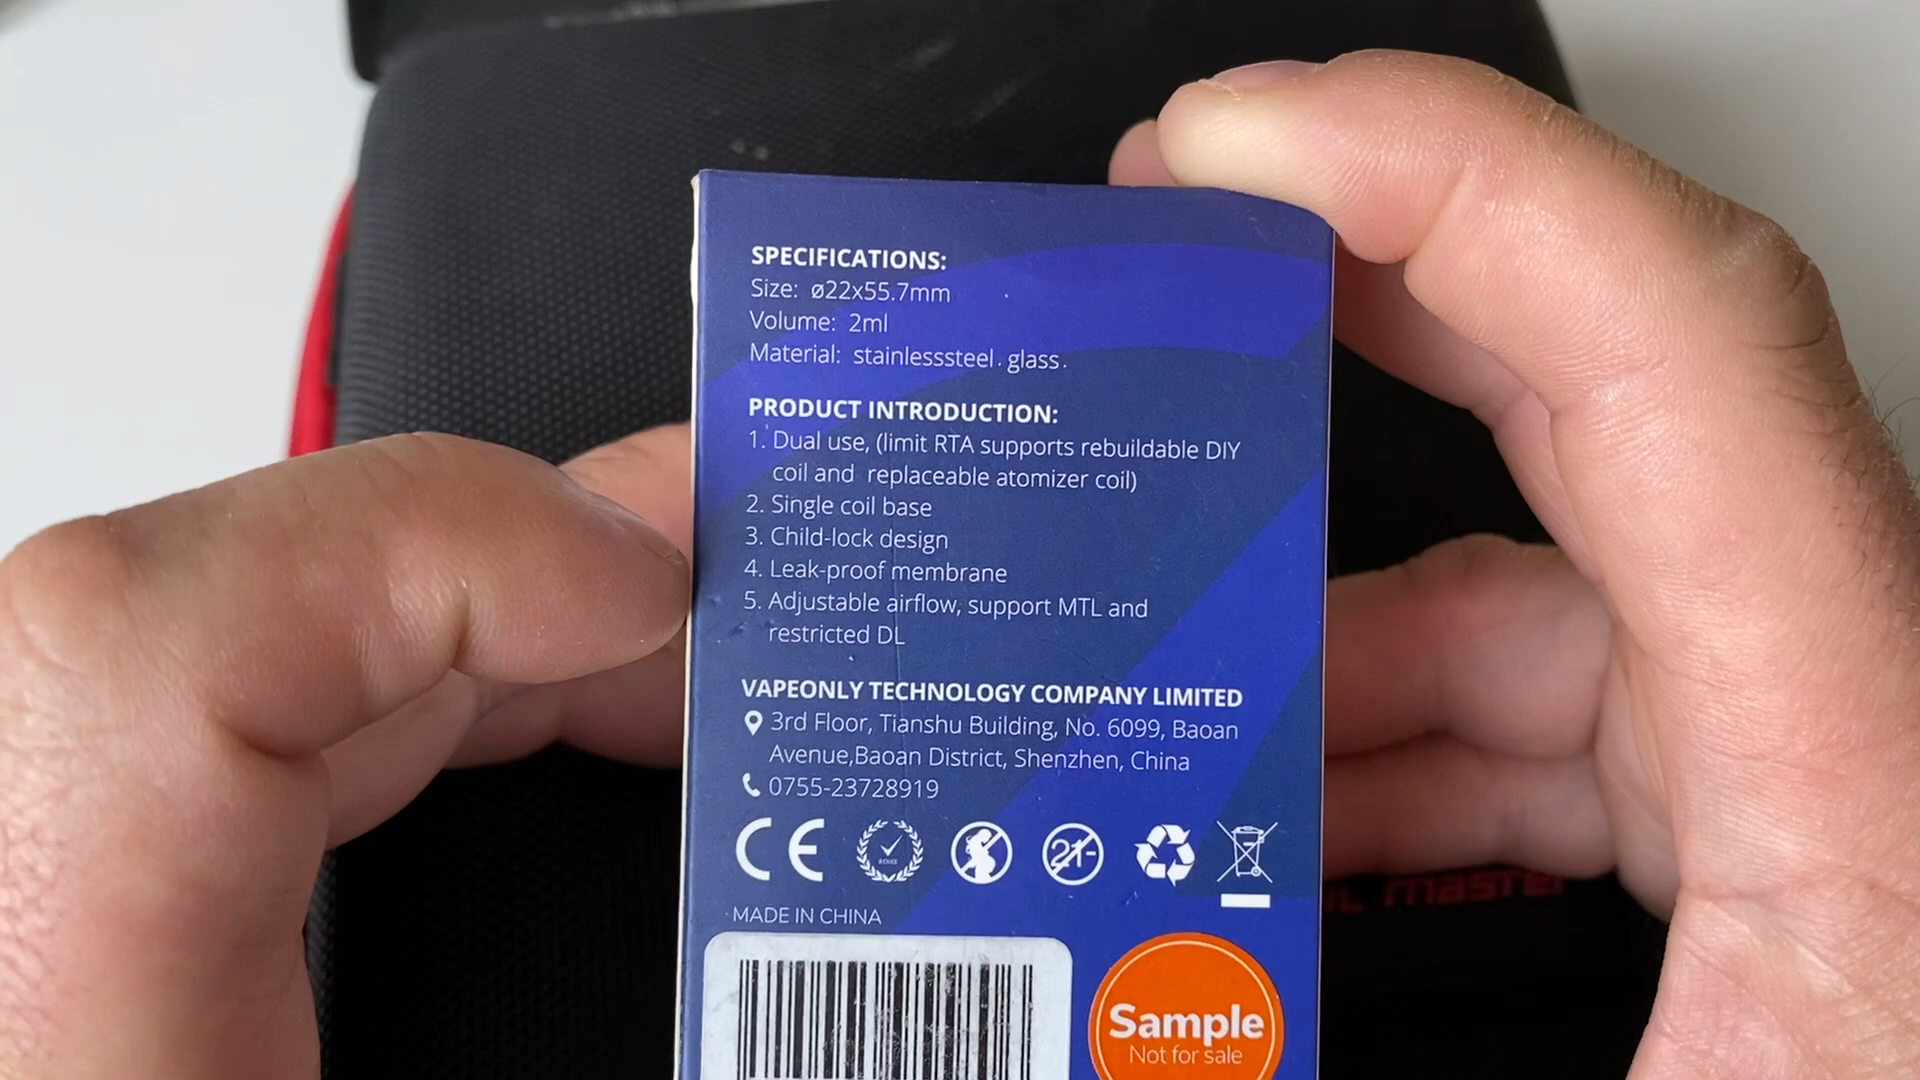 SPECIFICATIONS:
Size: ø22x55.7mm
Volume: 2ml
Material: stainlesssteel. glass.
PRODUCT INTRODUCTION:
1. Dual use, (limit RTA supports rebuildable DIY
coil and replaceable atomizer coil)
2. Single coil base
3. Child-lock design
4. Leak-proof membrane
5. Adjustable airflow, support MTL and
restricted DL
VAPEONLY TECHNOLOGY COMPANY LIMITED
3rd Floor, Tianshu Building, No. 6099, Baoan
Avenue,Baoan District, Shenzhen, China
0755-23728919
CE
21-
MADE IN CHINA
Sample
Not for sale
Master